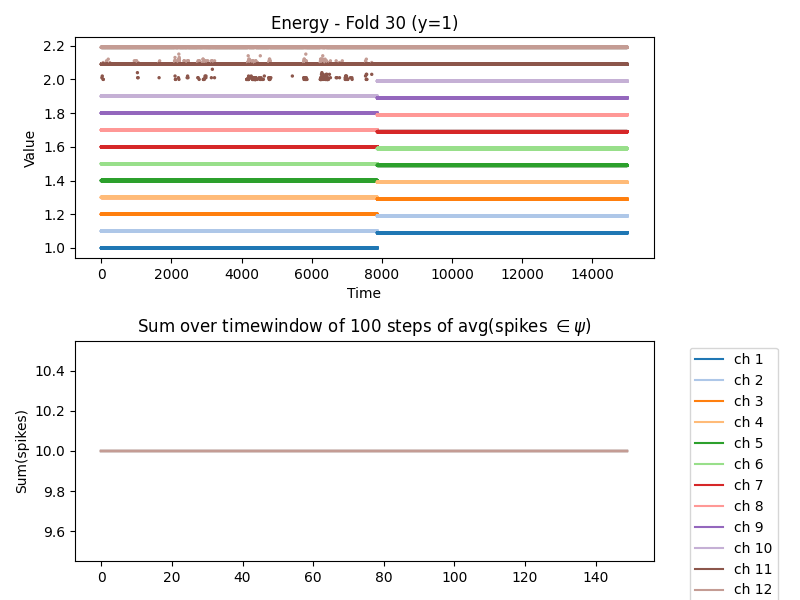 Energy - Fold 30 (y=1)
2.2
2.0
1.8
1.6
1.4
1.2
1.0
Value
0 2000 4000 6000 8000 10000 12000 14000
Time
Sum over timewindow of 100 steps of avg(spikes ∈ ψ)
10.4
10.2
10.0
9.8
9.6
Sum(spikes)
0 20 40 60 80 100 120 140
ch 1
ch 2
ch 3
ch 4
ch 5
ch 6
ch 7
ch 8
ch 9
ch 10
ch 11
ch 12